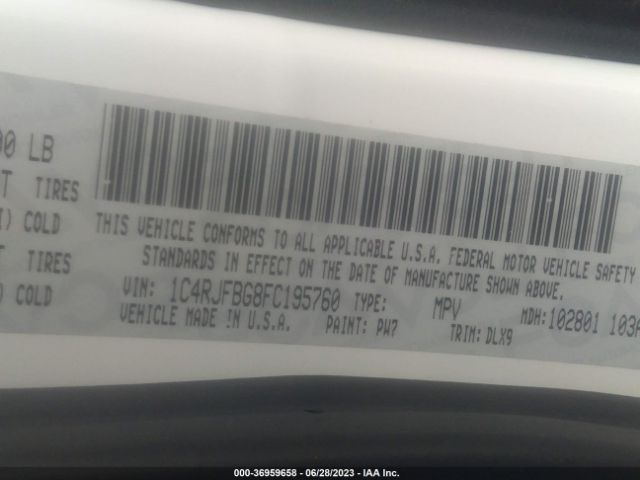 00 LB
T TIRES
) COLD
T TIRES
) COLD
THIS VEHICLE CONFORMS TO ALL APPLICABLE U.S.A. FEDERAL MOTOR VEHICLE SAFETY
STANDARDS IN EFFECT ON THE DATE OF MANUFACTURE SHOWN ABOVE.
VIN: 1C4RJFBG8FC195760 TYPE: MPV MDH: 102801 103
VEHICLE MADE IN U.S.A. PAINT: PW7 TRIM: DLX9
000-36959658 - 06/28/2023 - IAA Inc.